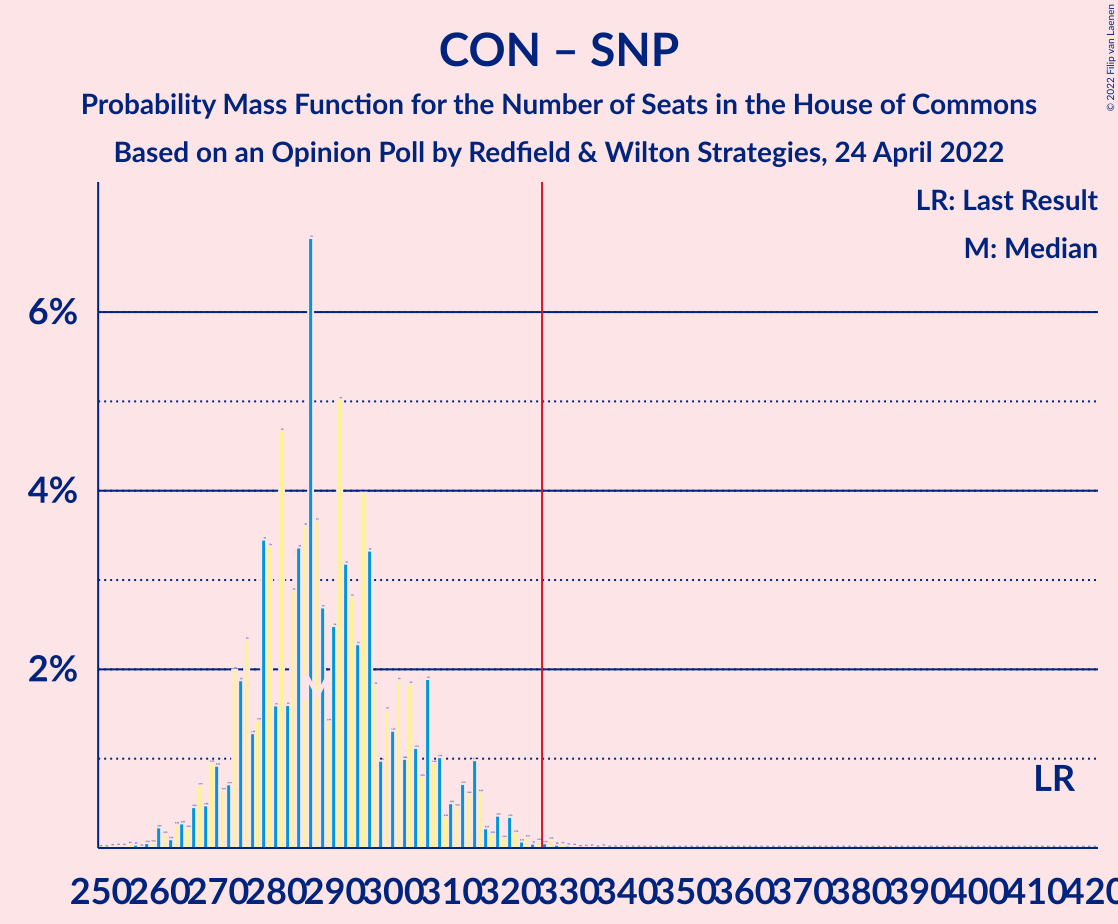 CON – SNP
Probability Mass Function for the Number of Seats in the House of Commons
Based on an Opinion Poll by Redfield & Wilton Strategies, 24 April 2022
© 2022 Filip van Laenen
LR: Last Result
M: Median
6%
4%
2%
LR
250 260 270 280 290 300 310 320 330 340 350 360 370 380 390 400 410 420